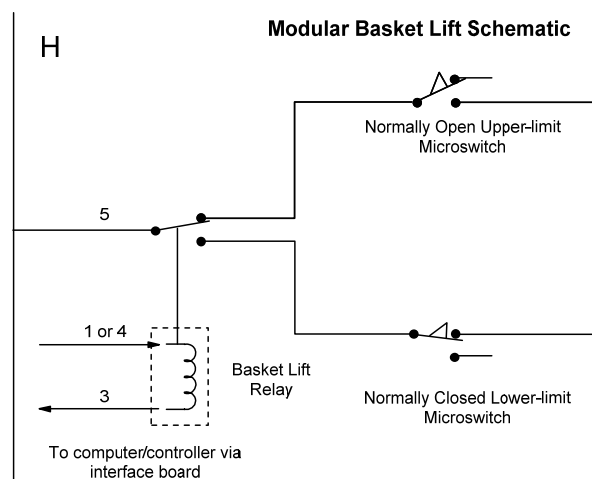 Modular Basket Lift Schematic
H
Normally Open Upper-limit
Microswitch
5
1 or 4
Basket Lift
Relay
3
Normally Closed Lower-limit
Microswitch
To computer/controller via
interface board